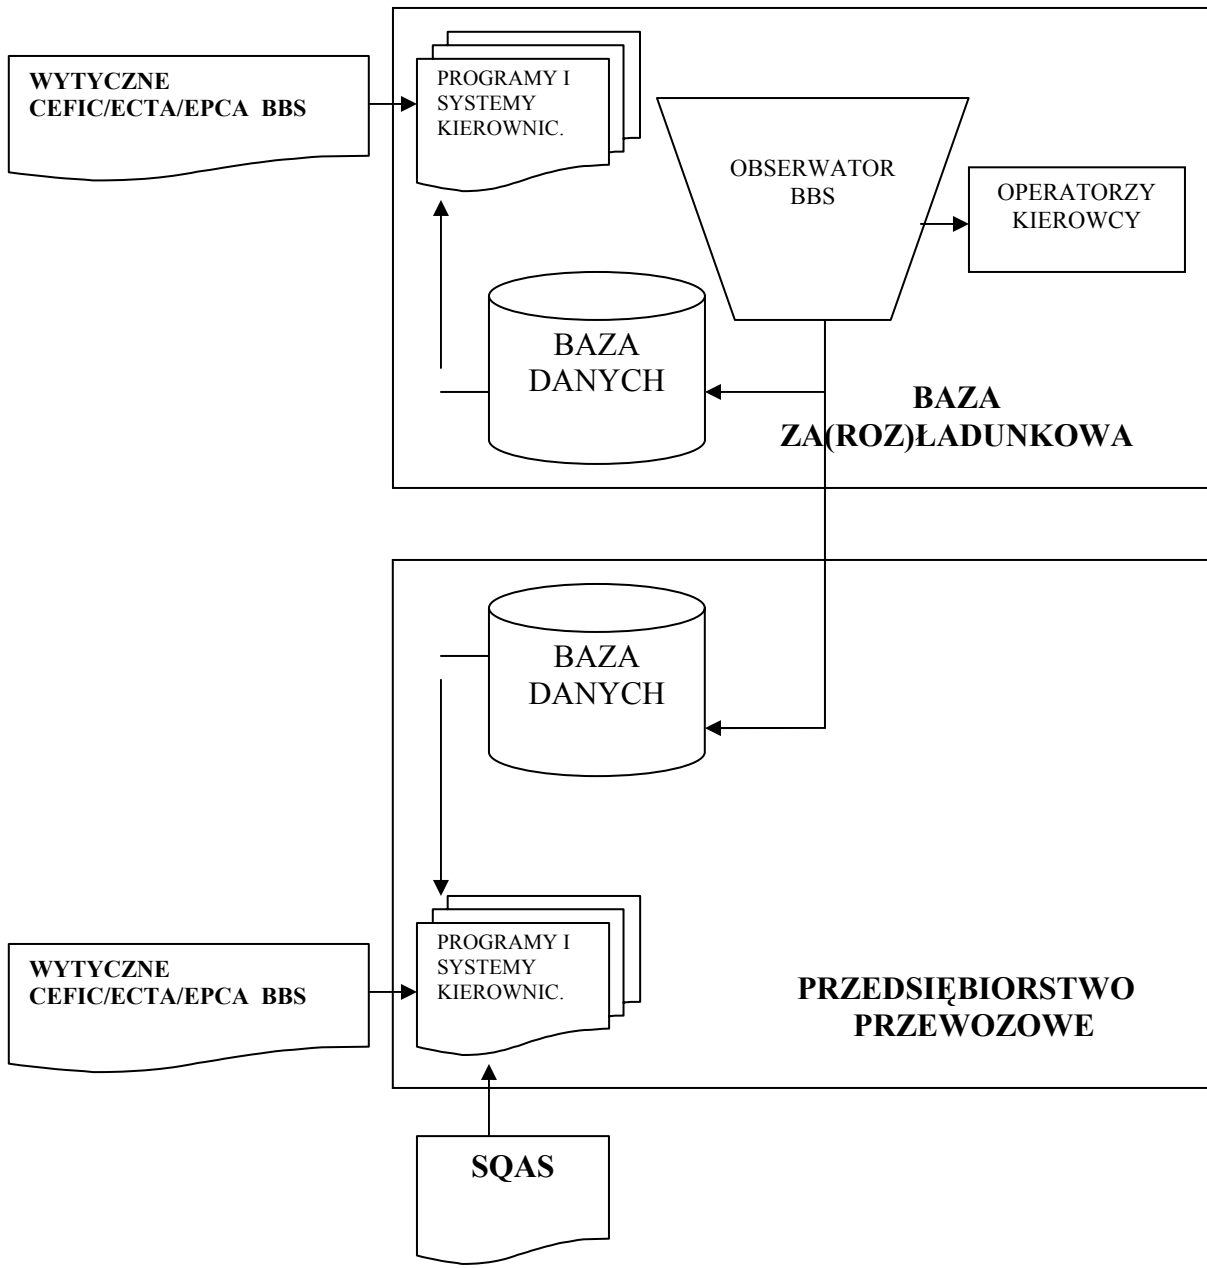 WYTYCZNE
CEFIC/ECTA/EPCA BBS
PROGRAMY I
SYSTEMY
KIEROWNIC.
OBSERWATOR
BBS
OPERATORZY
KIEROWCY
BAZA
DANYCH
BAZA
ZA(ROZ)ŁADUNKOWA
BAZA
DANYCH
WYTYCZNE
CEFIC/ECTA/EPCA BBS
PROGRAMY I
SYSTEMY
KIEROWNIC.
PRZEDSIĘBIORSTWO
PRZEWOZOWE
SQAS